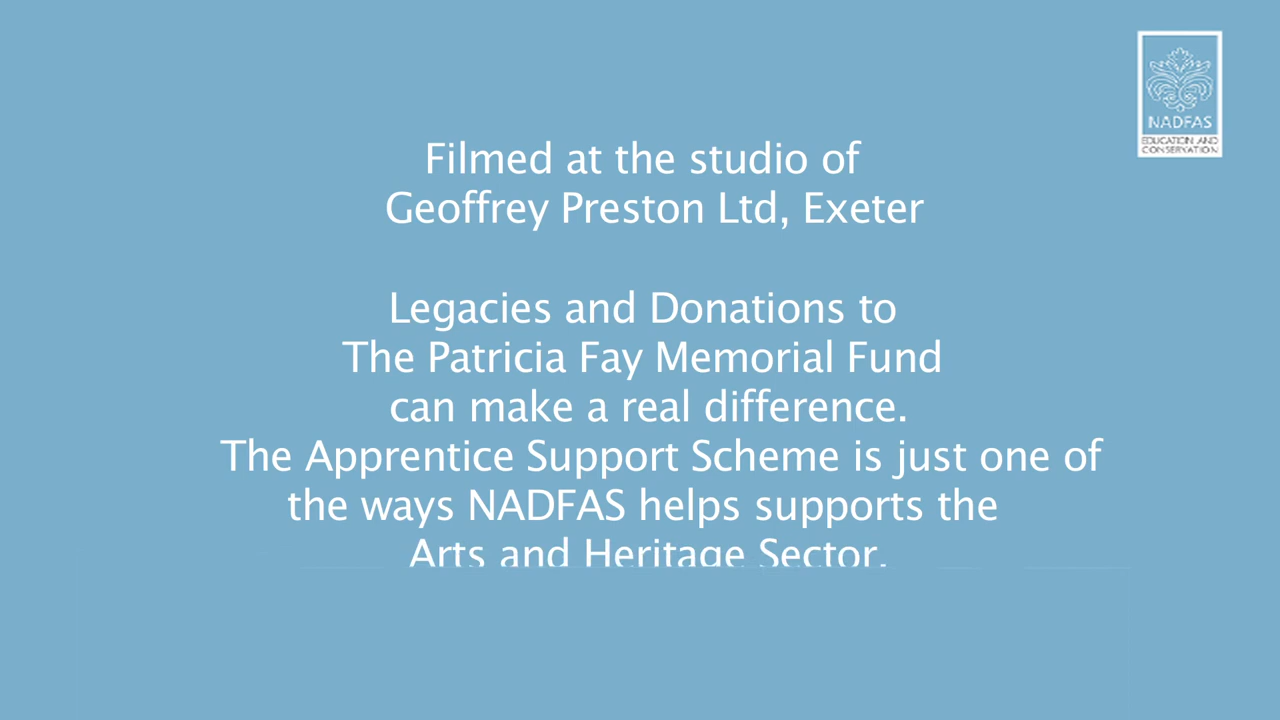 NADFAS
EDUCATION AND
CONSERVATION
Filmed at the studio of
Geoffrey Preston Ltd, Exeter
Legacies and Donations to
The Patricia Fay Memorial Fund
can make a real difference.
The Apprentice Support Scheme is just one of
the ways NADFAS helps supports the
Arts and Heritage Sector.